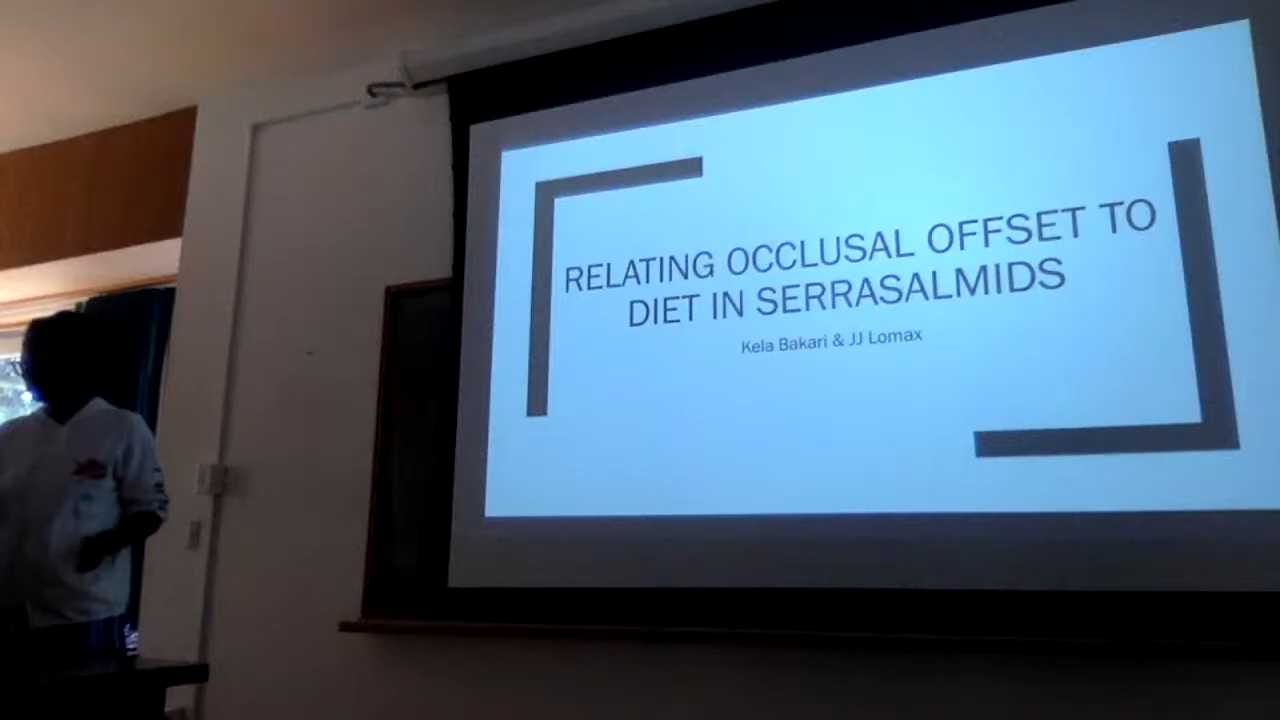 RELATING OCCLUSAL OFFSET TO
DIET IN SERRASALMIDS
Kela Bakari & JJ Lomax